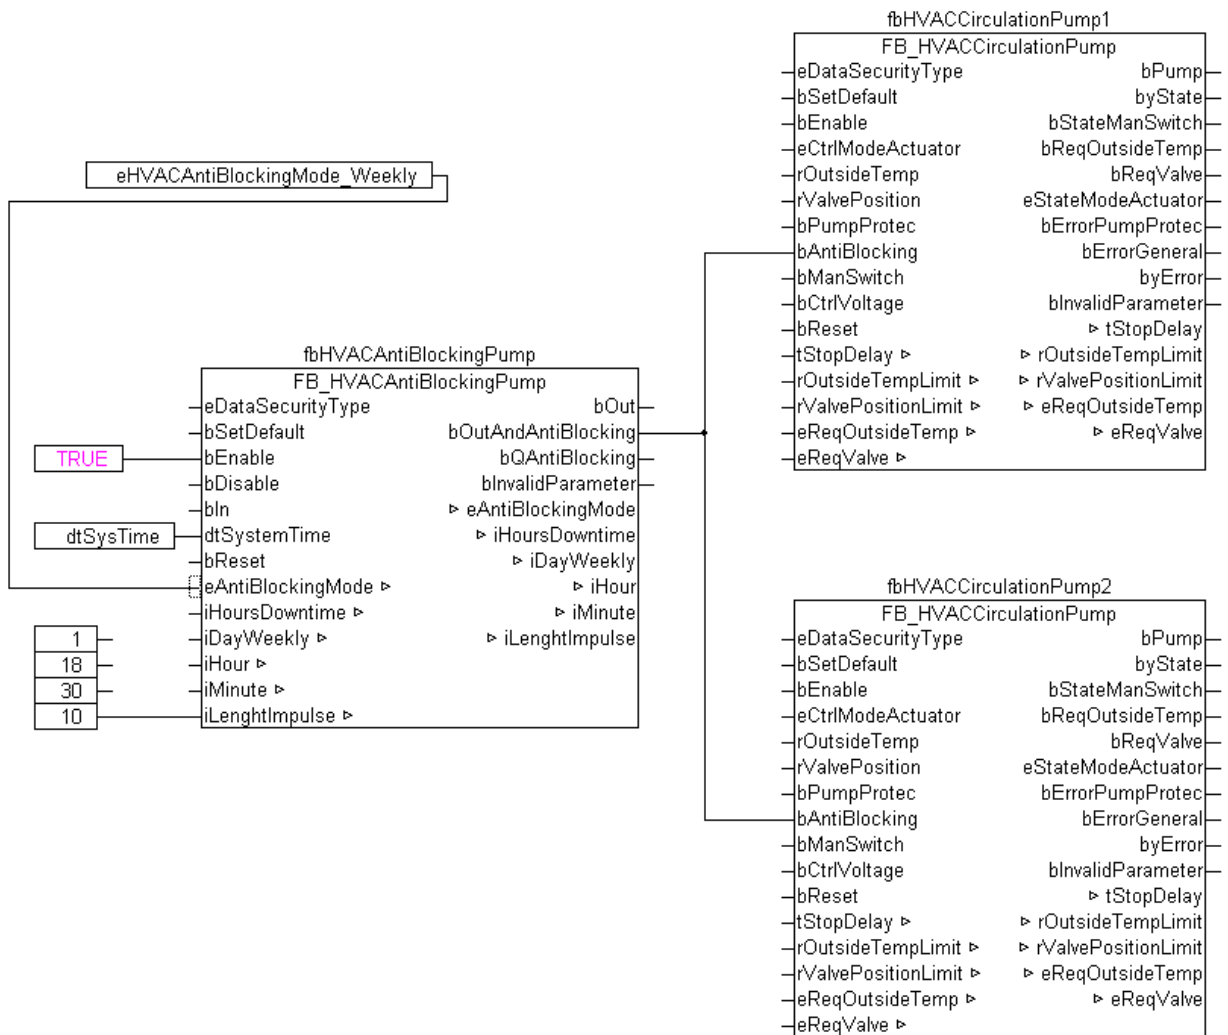 fbHVACCirculationPump1
FB_HVACCirculationPump
eDataSecurityType bPump
bSetDefault byState
bEnable bStateManSwitch
eCtrlModeActuator bReqOutsideTemp
rOutsideTemp bReqValve
rValvePosition eStateModeActuator
bPumpProtec bErrorPumpProtec
bAntiBlocking bErrorGeneral
bManSwitch byError
bCtrlVoltage bInvalidParameter
bReset ▹ tStopDelay
tStopDelay ▹ ▹ rOutsideTempLimit
rOutsideTempLimit ▹ ▹ rValvePositionLimit
rValvePositionLimit ▹ ▹ eReqOutsideTemp
eReqOutsideTemp ▹ ▹ eReqValve
eReqValve ▹
eHVACAntiBlockingMode_Weekly
fbHVACAntiBlockingPump
FB_HVACAntiBlockingPump
eDataSecurityType bOut
bSetDefault bOutAndAntiBlocking
TRUE bEnable bQAntiBlocking
bDisable bInvalidParameter
bIn ▹ eAntiBlockingMode
dtSysTime dtSystemTime ▹ iHoursDowntime
bReset ▹ iDayWeekly
eAntiBlockingMode ▹ ▹ iHour
iHoursDowntime ▹ ▹ iMinute
1 iDayWeekly ▹ ▹ iLenghtImpulse
18 iHour ▹
30 iMinute ▹
10 iLenghtImpulse ▹
fbHVACCirculationPump2
FB_HVACCirculationPump
eDataSecurityType bPump
bSetDefault byState
bEnable bStateManSwitch
eCtrlModeActuator bReqOutsideTemp
rOutsideTemp bReqValve
rValvePosition eStateModeActuator
bPumpProtec bErrorPumpProtec
bAntiBlocking bErrorGeneral
bManSwitch byError
bCtrlVoltage bInvalidParameter
bReset ▹ tStopDelay
tStopDelay ▹ ▹ rOutsideTempLimit
rOutsideTempLimit ▹ ▹ rValvePositionLimit
rValvePositionLimit ▹ ▹ eReqOutsideTemp
eReqOutsideTemp ▹ ▹ eReqValve
eReqValve ▹